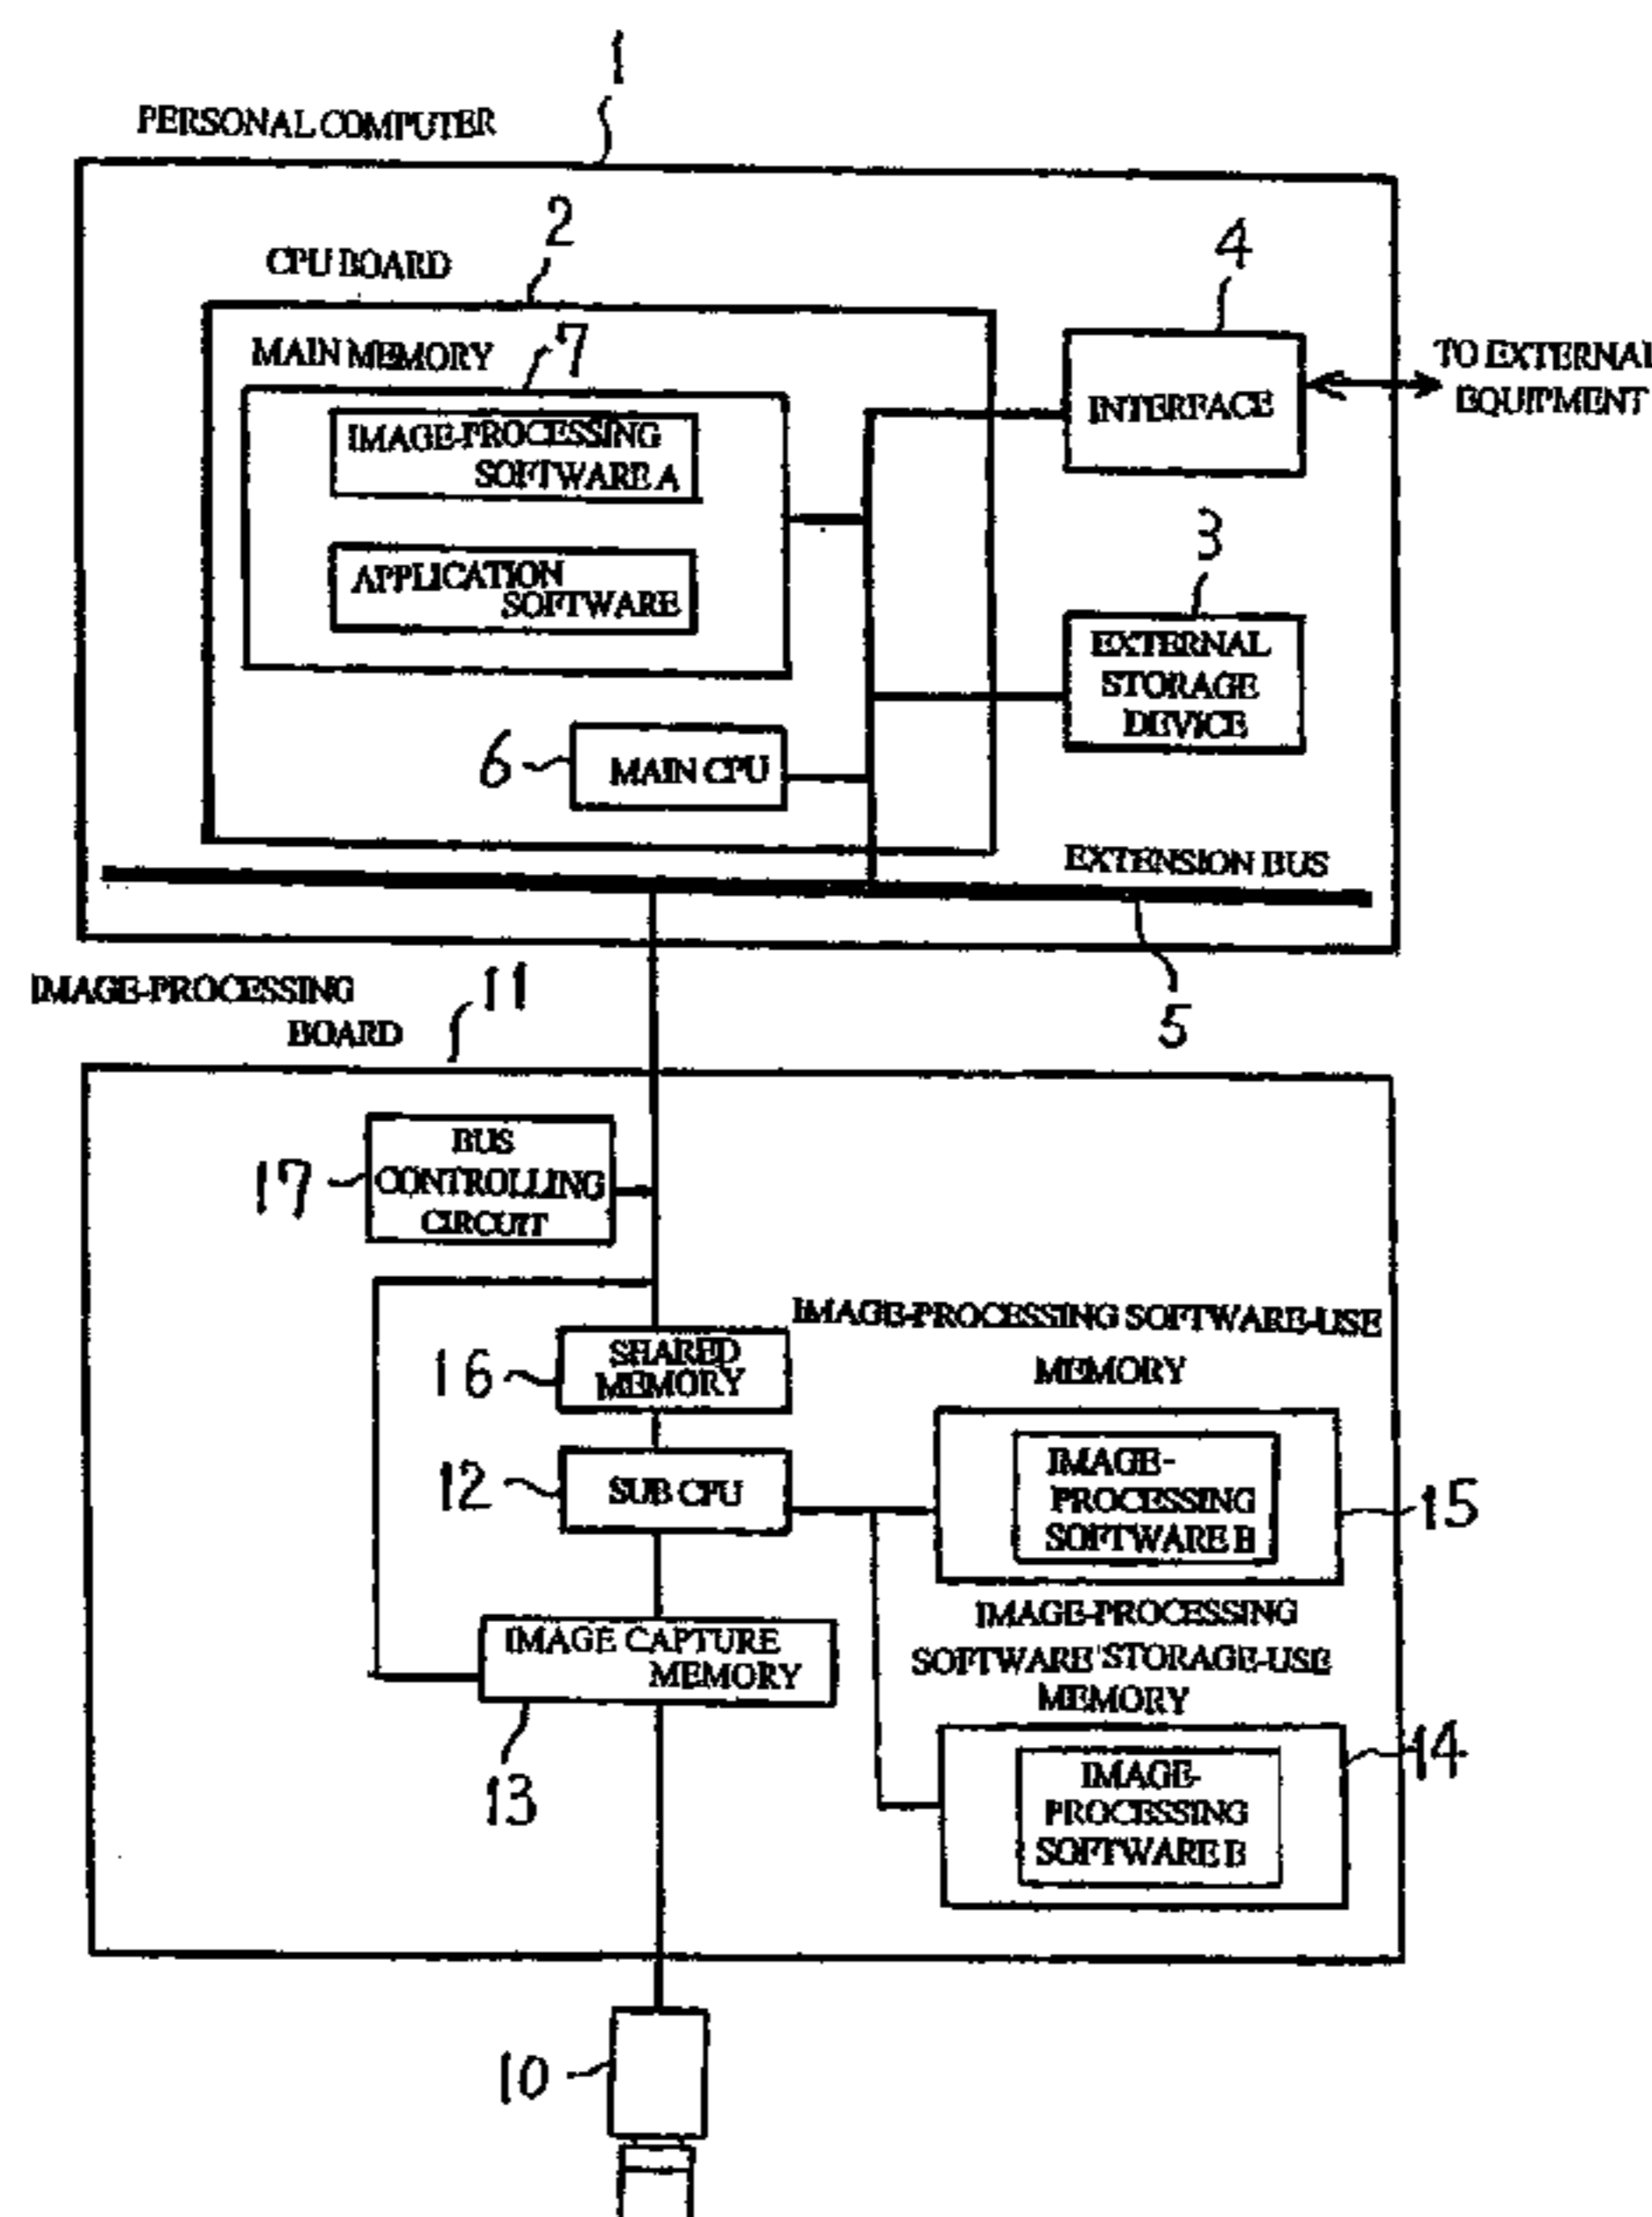 1
PERSONAL COMPUTER
2
CPU BOARD
4
MAIN MEMORY
7
INTERFACE
TO EXTERNAL
EQUIPMENT
IMAGE-PROCESSING
SOFTWARE A
3
APPLICATION
SOFTWARE
EXTERNAL
STORAGE
DEVICE
6
MAIN CPU
EXTENSION BUS
5
IMAGE-PROCESSING
BOARD
11
17
BUS
CONTROLLING
CIRCUIT
16
SHARED
MEMORY
IMAGE-PROCESSING SOFTWARE-USE
MEMORY
12
SUB CPU
IMAGE-
PROCESSING
SOFTWARE B
15
IMAGE CAPTURE
MEMORY
13
IMAGE-PROCESSING
SOFTWARE STORAGE-USE
MEMORY
IMAGE-
PROCESSING
SOFTWARE B
14
10